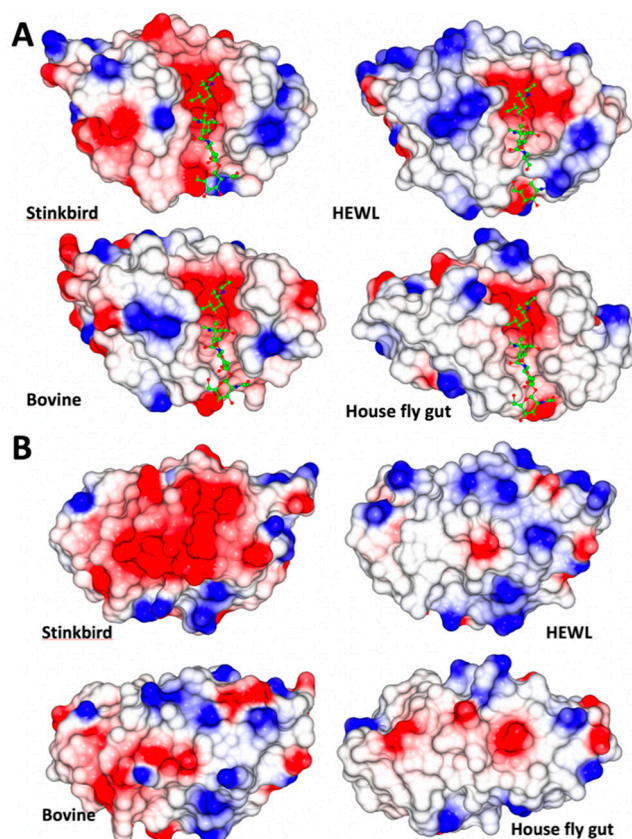 A
Stinkbird
HEWL
Bovine
House fly gut
B
Stinkbird
HEWL
Bovine
House fly gut